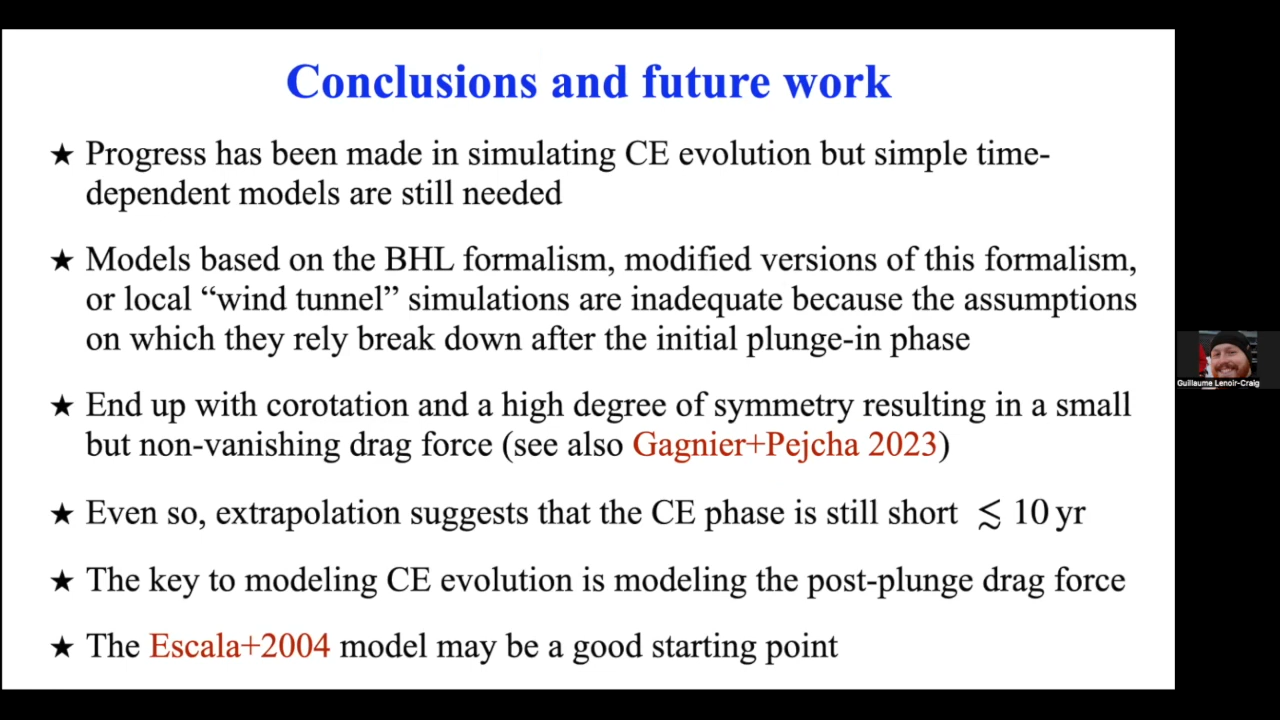 Conclusions and future work
★ Progress has been made in simulating CE evolution but simple time-
dependent models are still needed
★ Models based on the BHL formalism, modified versions of this formalism,
or local “wind tunnel” simulations are inadequate because the assumptions
on which they rely break down after the initial plunge-in phase
★ End up with corotation and a high degree of symmetry resulting in a small
but non-vanishing drag force (see also Gagnier+Pejcha 2023)
★ Even so, extrapolation suggests that the CE phase is still short ≲ 10 yr
★ The key to modeling CE evolution is modeling the post-plunge drag force
★ The Escala+2004 model may be a good starting point
Guillaume Lenoir-Craig